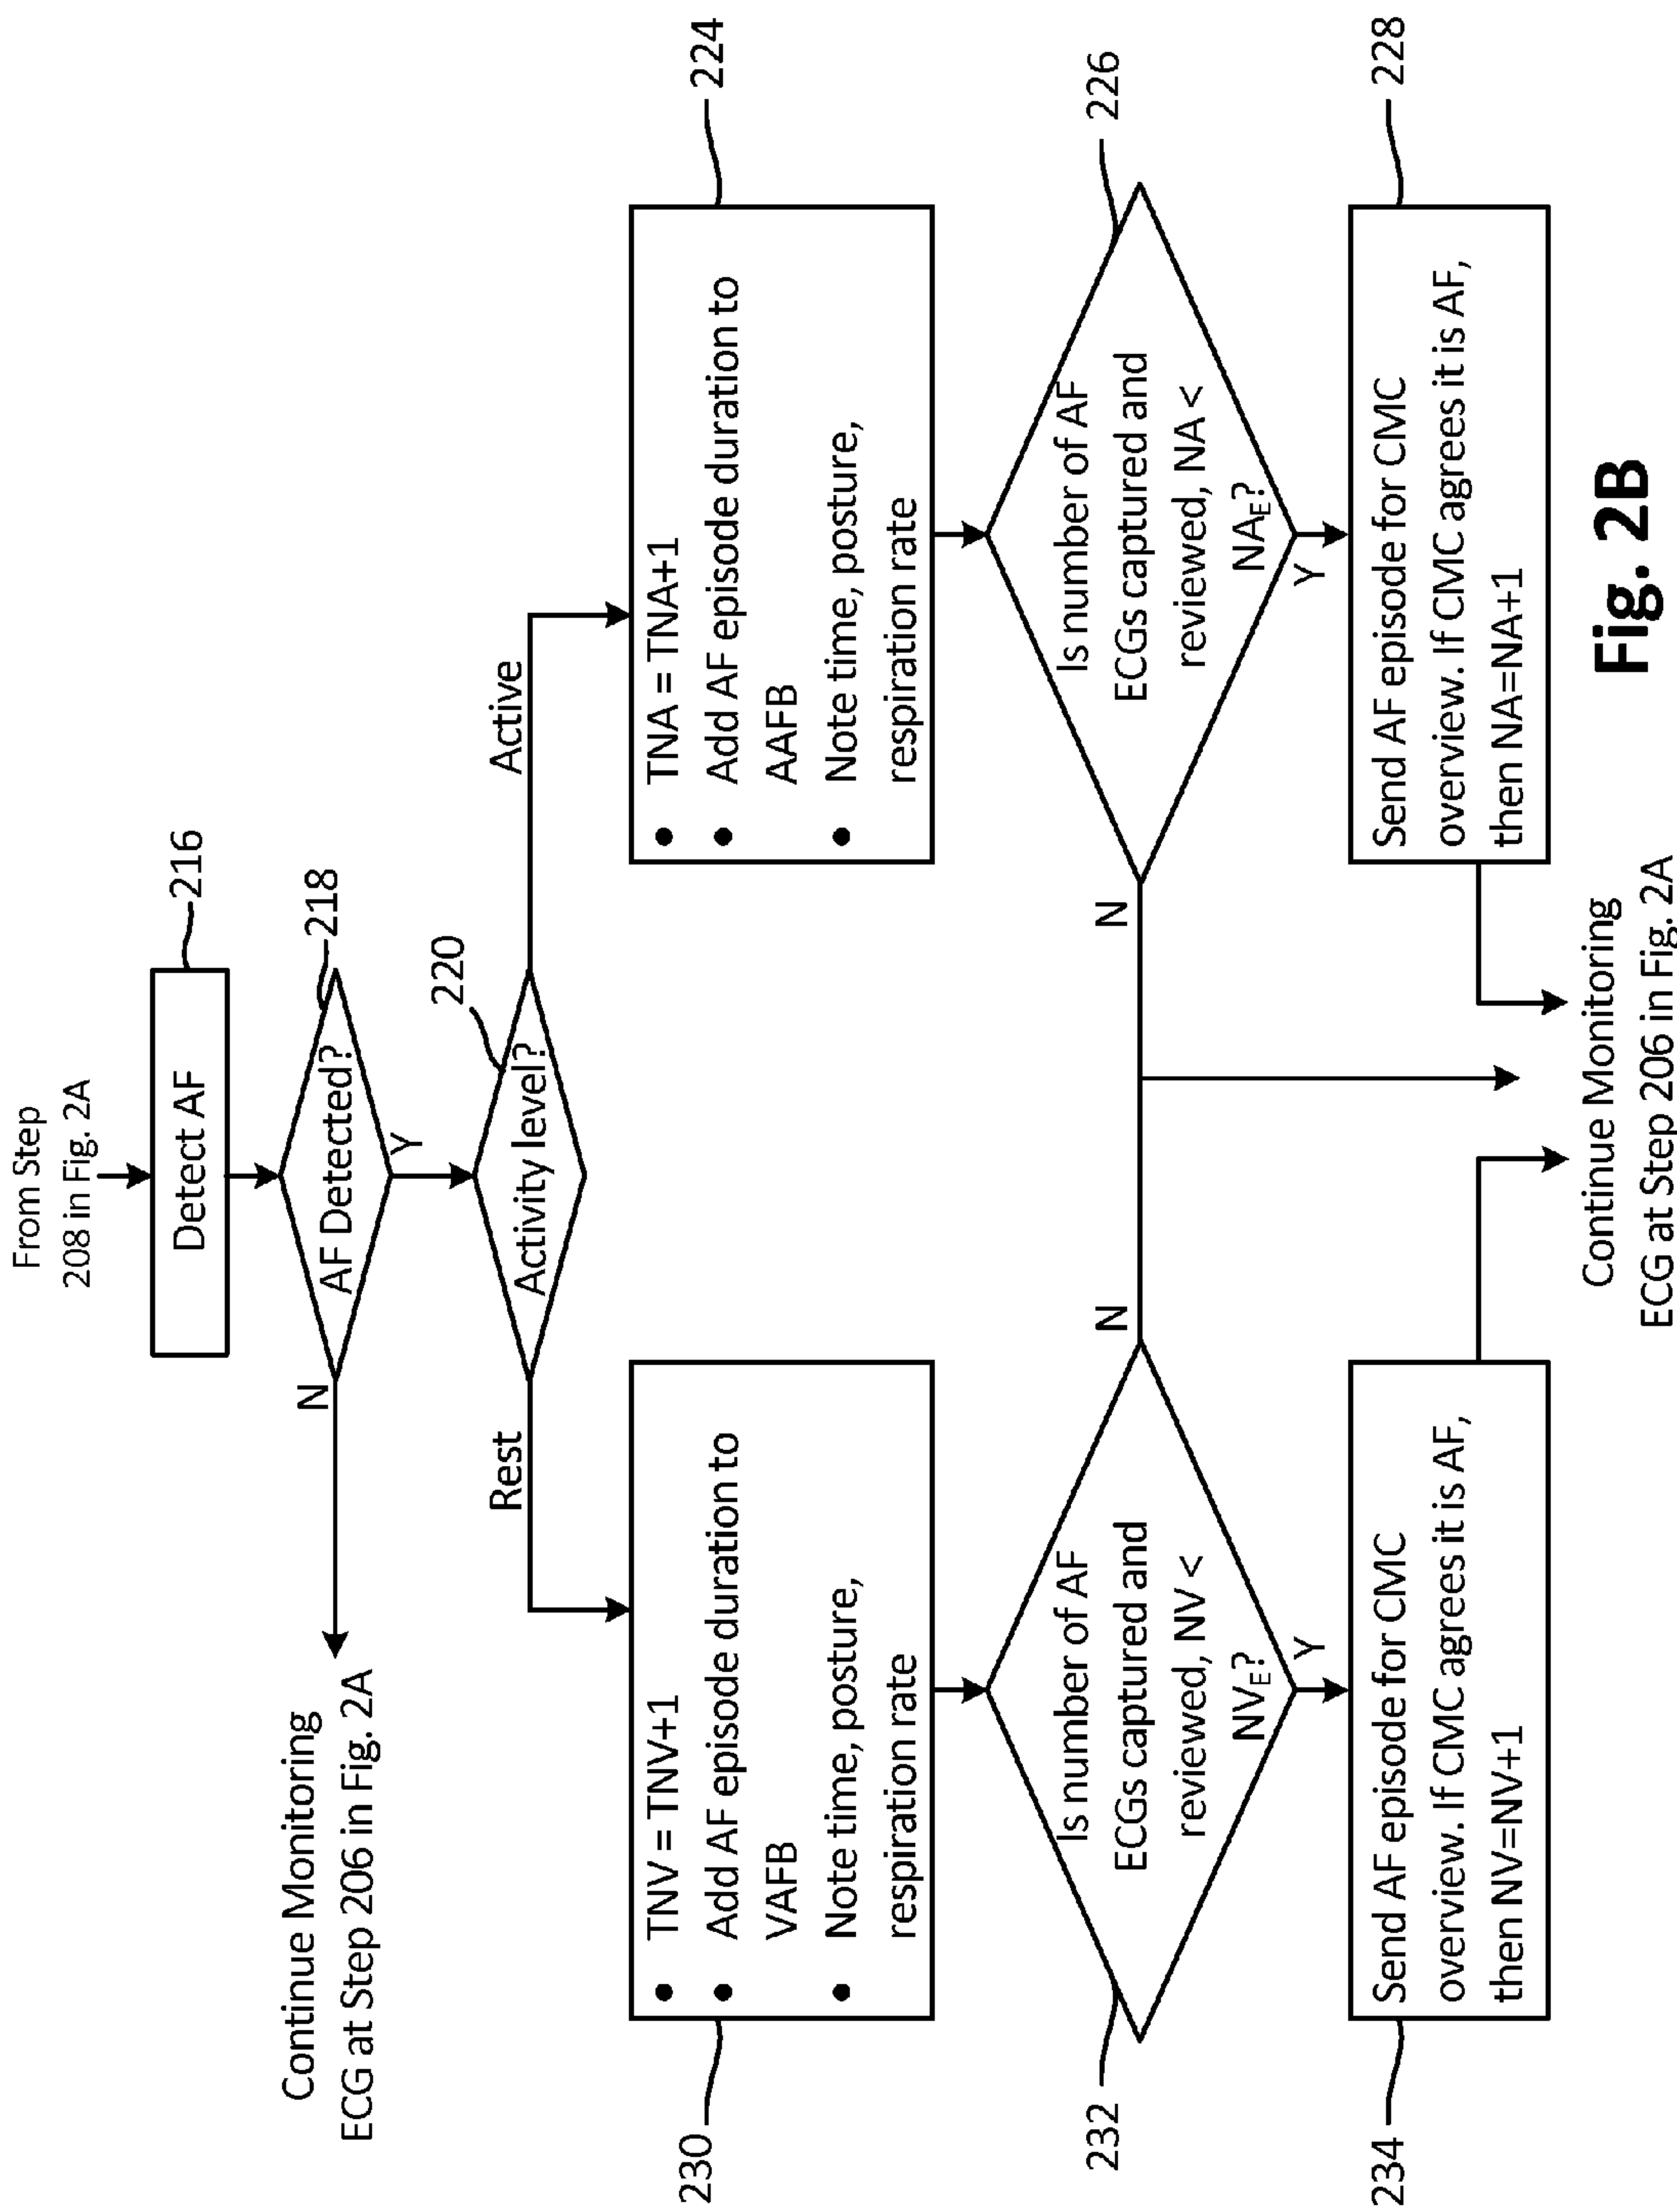 From Step
208 in Fig. 2A
Detect AF
216
AF Detected?
218
N
Y
Continue Monitoring
ECG at Step 206 in Fig. 2A
Activity level?
220
Rest
Active
230
• TNV = TNV+1
• Add AF episode duration to
VAFB
• Note time, posture,
respiration rate
224
• TNA = TNA+1
• Add AF episode duration to
AAFB
• Note time, posture,
respiration rate
232
Is number of AF
ECGs captured and
reviewed, NV <
NVE?
N
Y
226
Is number of AF
ECGs captured and
reviewed, NA <
NAE?
N
Y
234
Send AF episode for CMC
overview. If CMC agrees it is AF,
then NV=NV+1
228
Send AF episode for CMC
overview. If CMC agrees it is AF,
then NA=NA+1
Continue Monitoring
ECG at Step 206 in Fig. 2A
Fig. 2B